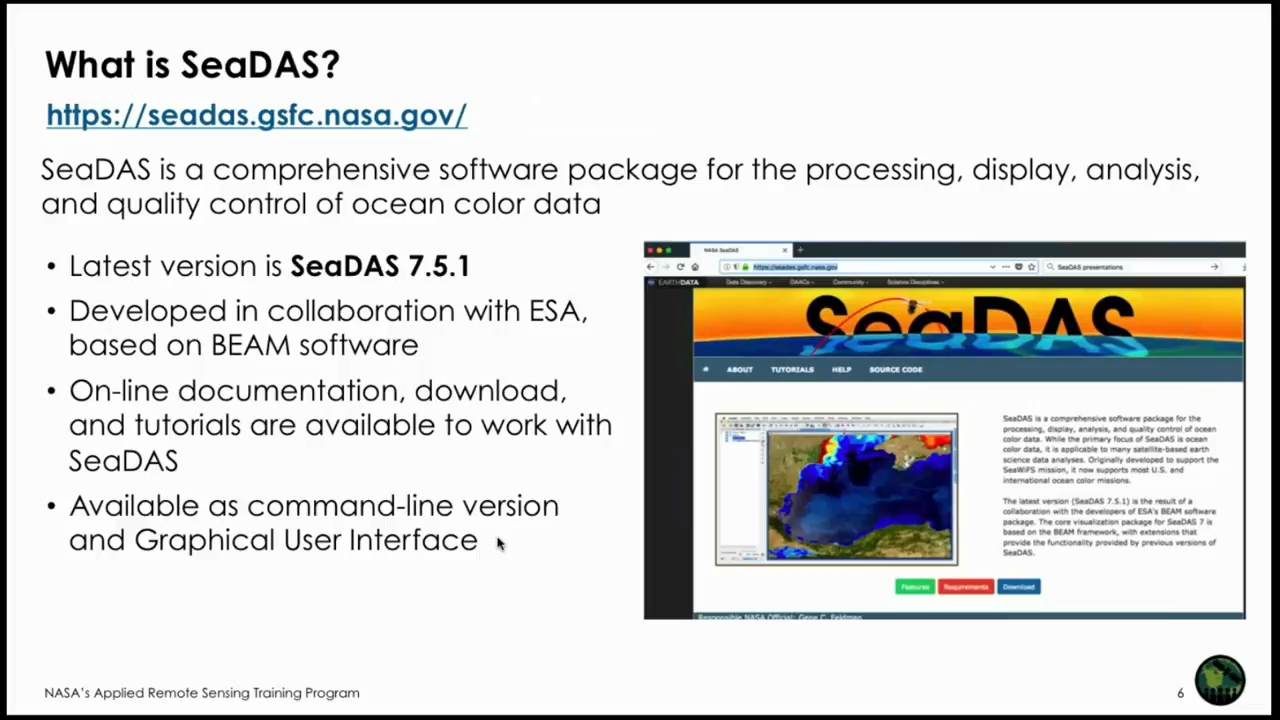 What is SeaDAS?
https://seadas.gsfc.nasa.gov/
SeaDAS is a comprehensive software package for the processing, display, analysis,
and quality control of ocean color data
• Latest version is SeaDAS 7.5.1
• Developed in collaboration with ESA,
based on BEAM software
• On-line documentation, download,
and tutorials are available to work with
SeaDAS
• Available as command-line version
and Graphical User Interface
NASA SeaDAS
https://seadas.gsfc.nasa.gov
SeaDAS presentations
EARTHDATA
Data Discovery
DAACs
Community
Science Disciplines
SeaDAS
ABOUT
TUTORIALS
HELP
SOURCE CODE
SeaDAS is a comprehensive software package for the
processing, display, analysis, and quality control of ocean
color data. While the primary focus of SeaDAS is ocean
color data, it is applicable to many satellite-based earth
science data analyses. Originally developed to support the
SeaWiFS mission, it now supports most U.S. and
international ocean color missions.
The latest version (SeaDAS 7.5.1) is the result of a
collaboration with the developers of ESA's BEAM software
package. The core visualization package for SeaDAS 7 is
based on the BEAM framework, with extensions that
provide the functionality provided by previous versions of
SeaDAS.
Features
Requirements
Download
Responsible NASA Official: Gene C. Feldman
NASA's Applied Remote Sensing Training Program
6